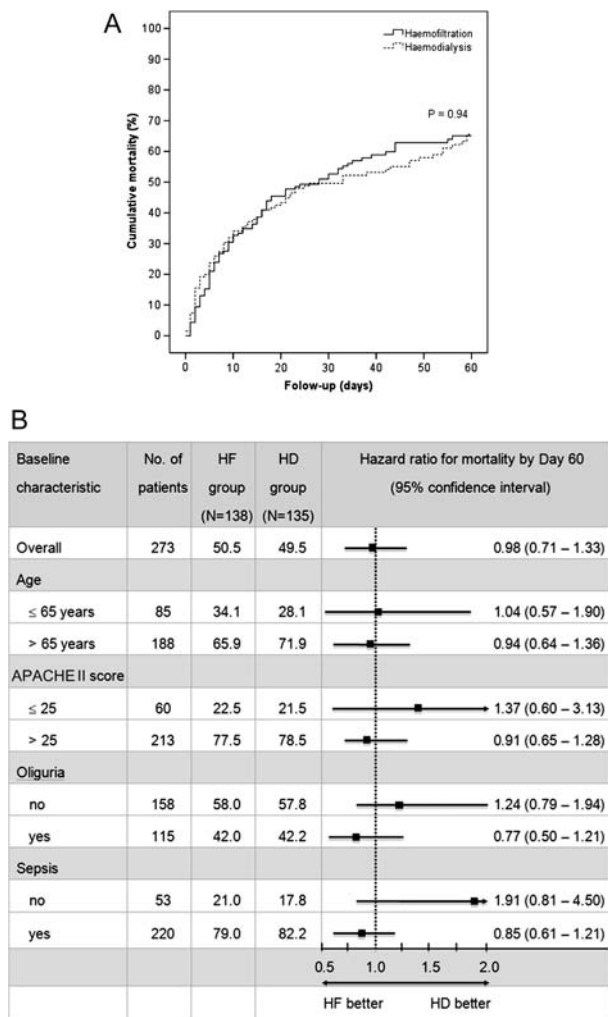 A
Haemofiltration
Haemodialysis
P = 0.94
100
90
80
70
60
50
40
30
20
10
0
Cumulative mortality (%)
0 10 20 30 40 50 60
Folow-up (days)
B
Baseline characteristic No. of patients HF group (N=138) HD group (N=135) Hazard ratio for mortality by Day 60 (95% confidence interval)
Overall 273 50.5 49.5 0.98 (0.71 – 1.33)
Age
≤ 65 years 85 34.1 28.1 1.04 (0.57 – 1.90)
> 65 years 188 65.9 71.9 0.94 (0.64 – 1.36)
APACHE II score
≤ 25 60 22.5 21.5 1.37 (0.60 – 3.13)
> 25 213 77.5 78.5 0.91 (0.65 – 1.28)
Oliguria
no 158 58.0 57.8 1.24 (0.79 – 1.94)
yes 115 42.0 42.2 0.77 (0.50 – 1.21)
Sepsis
no 53 21.0 17.8 1.91 (0.81 – 4.50)
yes 220 79.0 82.2 0.85 (0.61 – 1.21)
0.5 1.0 1.5 2.0
HF better HD better